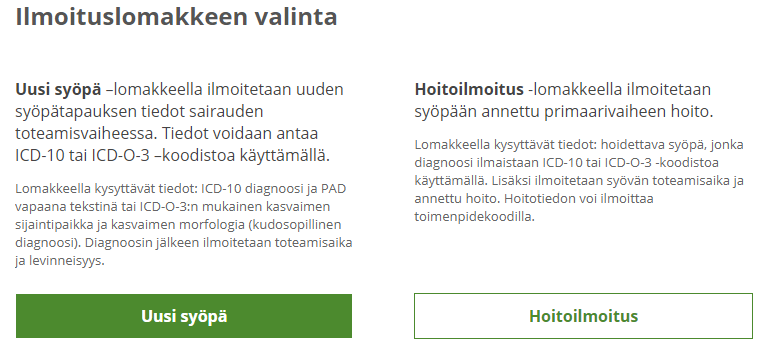 Ilmoituslomakkeen valinta
Uusi syöpä –lomakkeella ilmoitetaan uuden
syöpätapauksen tiedot sairauden
toteamisvaiheessa. Tiedot voidaan antaa
ICD-10 tai ICD-O-3 –koodistoa käyttämällä.
Lomakkeella kysyttävät tiedot: ICD-10 diagnoosi ja PAD
vapaana tekstinä tai ICD-O-3:n mukainen kasvaimen
sijaintipaikka ja kasvaimen morfologia (kudosopillinen
diagnoosi). Diagnoosin jälkeen ilmoitetaan toteamisaika
ja levinneisyys.
Uusi syöpä
Hoitoilmoitus -lomakkeella ilmoitetaan
syöpään annettu primaarivaiheen hoito.
Lomakkeella kysyttävät tiedot: hoidettava syöpä, jonka
diagnoosi ilmaistaan ICD-10 tai ICD-O-3 -koodistoa
käyttämällä. Lisäksi ilmoitetaan syövän toteamisaika ja
annettu hoito. Hoitotiedon voi ilmoittaa
toimenpidekoodilla.
Hoitoilmoitus